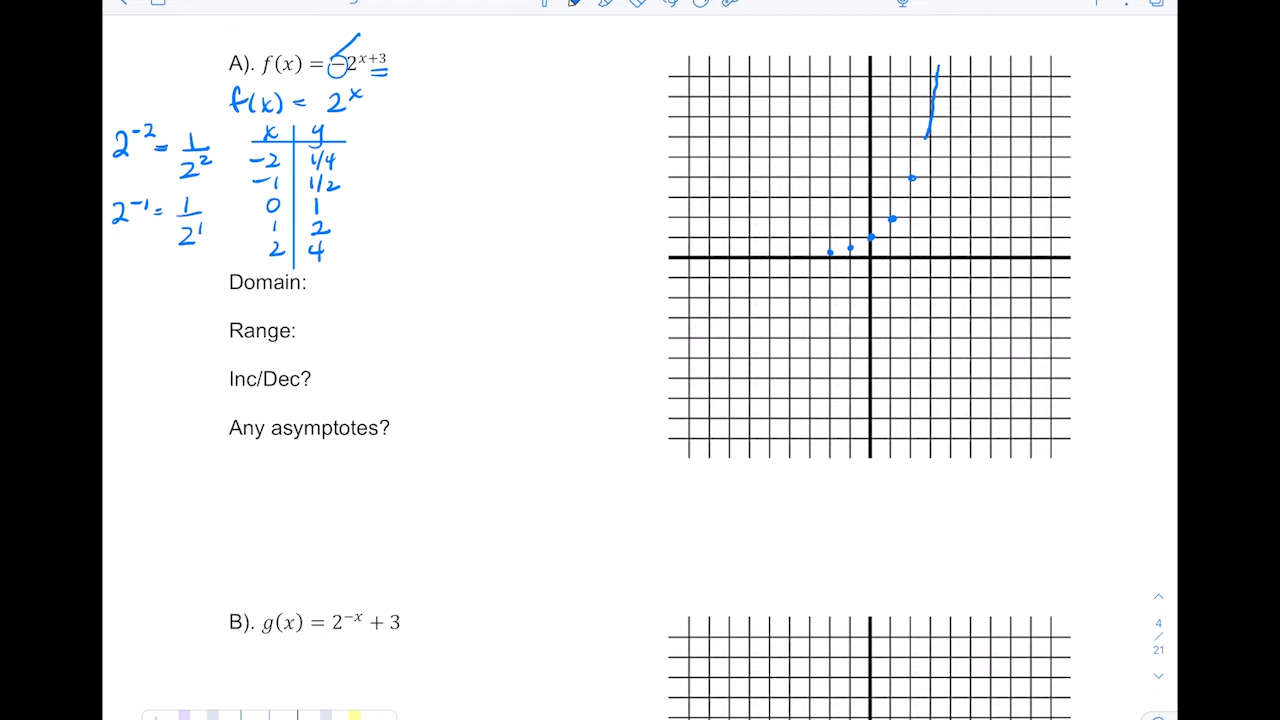 A). f(x) = −2^{x+3}
f(x) = 2^x
x | y
-2 | 1/4
-1 | 1/2
0 | 1
1 | 2
2 | 4
2^{-2} = 1/2^2
2^{-1} = 1/2^1
Domain:
Range:
Inc/Dec?
Any asymptotes?
B). g(x) = 2^{−x} + 3
4
/
21